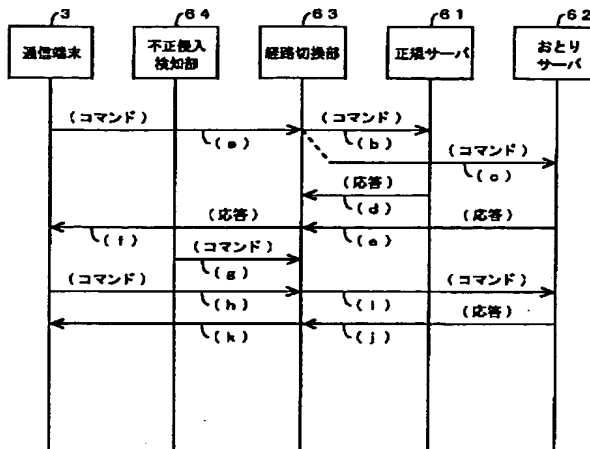 3
64
63
61
62
通信端末
不正侵入
検知部
経路切換部
正規サーバ
おとり
サーバ
(コマンド)
(コマンド)
(a)
(b)
(コマンド)
(c)
(応答)
(d)
(応答)
(応答)
(f)
(e)
(コマンド)
(g)
(コマンド)
(コマンド)
(h)
(i)
(応答)
(k)
(j)